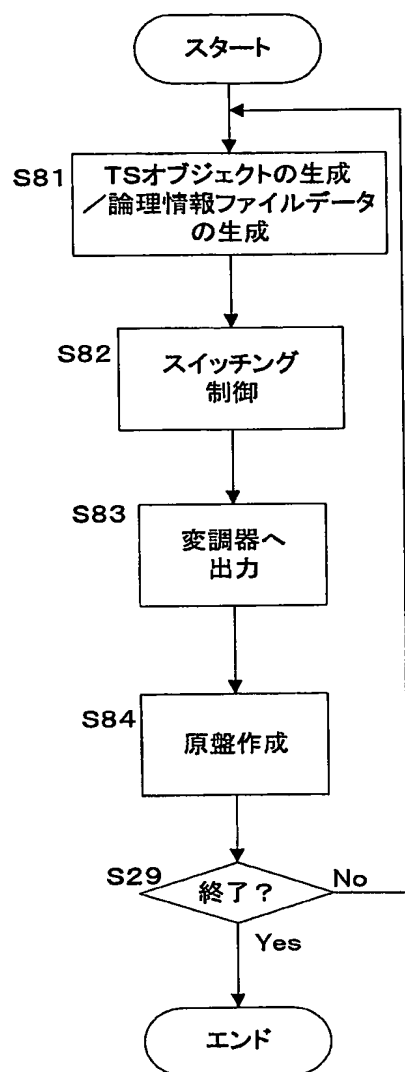 スタート
S81
TSオブジェクトの生成
／論理情報ファイルデータ
の生成
S82
スイッチング
制御
S83
変調器へ
出力
S84
原盤作成
S29
終了？
No
Yes
エンド